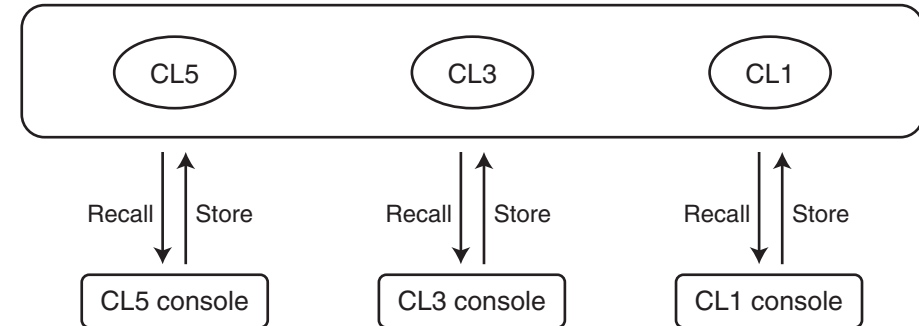 CL5 CL3 CL1
Recall Store Recall Store Recall Store
CL5 console CL3 console CL1 console